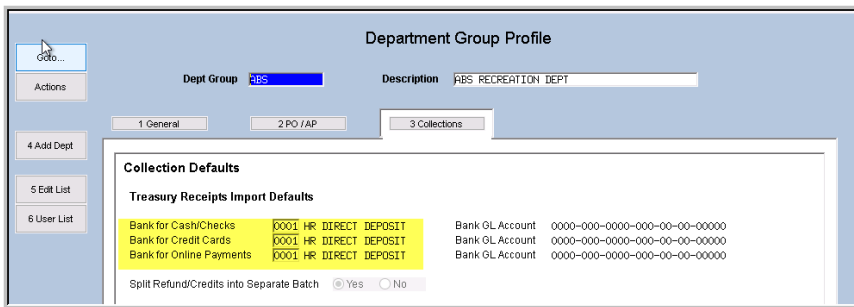 Department Group Profile
Goto...
Dept Group ABS Description ABS RECREATION DEPT
Actions
1 General 2 PO / AP 3 Collections
4 Add Dept
Collection Defaults
5 Edit List
Treasury Receipts Import Defaults
6 User List
Bank for Cash/Checks 0001 HR DIRECT DEPOSIT Bank GL Account 0000-000-0000-000-00-00-00000
Bank for Credit Cards 0001 HR DIRECT DEPOSIT Bank GL Account 0000-000-0000-000-00-00-00000
Bank for Online Payments 0001 HR DIRECT DEPOSIT Bank GL Account 0000-000-0000-000-00-00-00000
Split Refund/Credits into Separate Batch Yes No